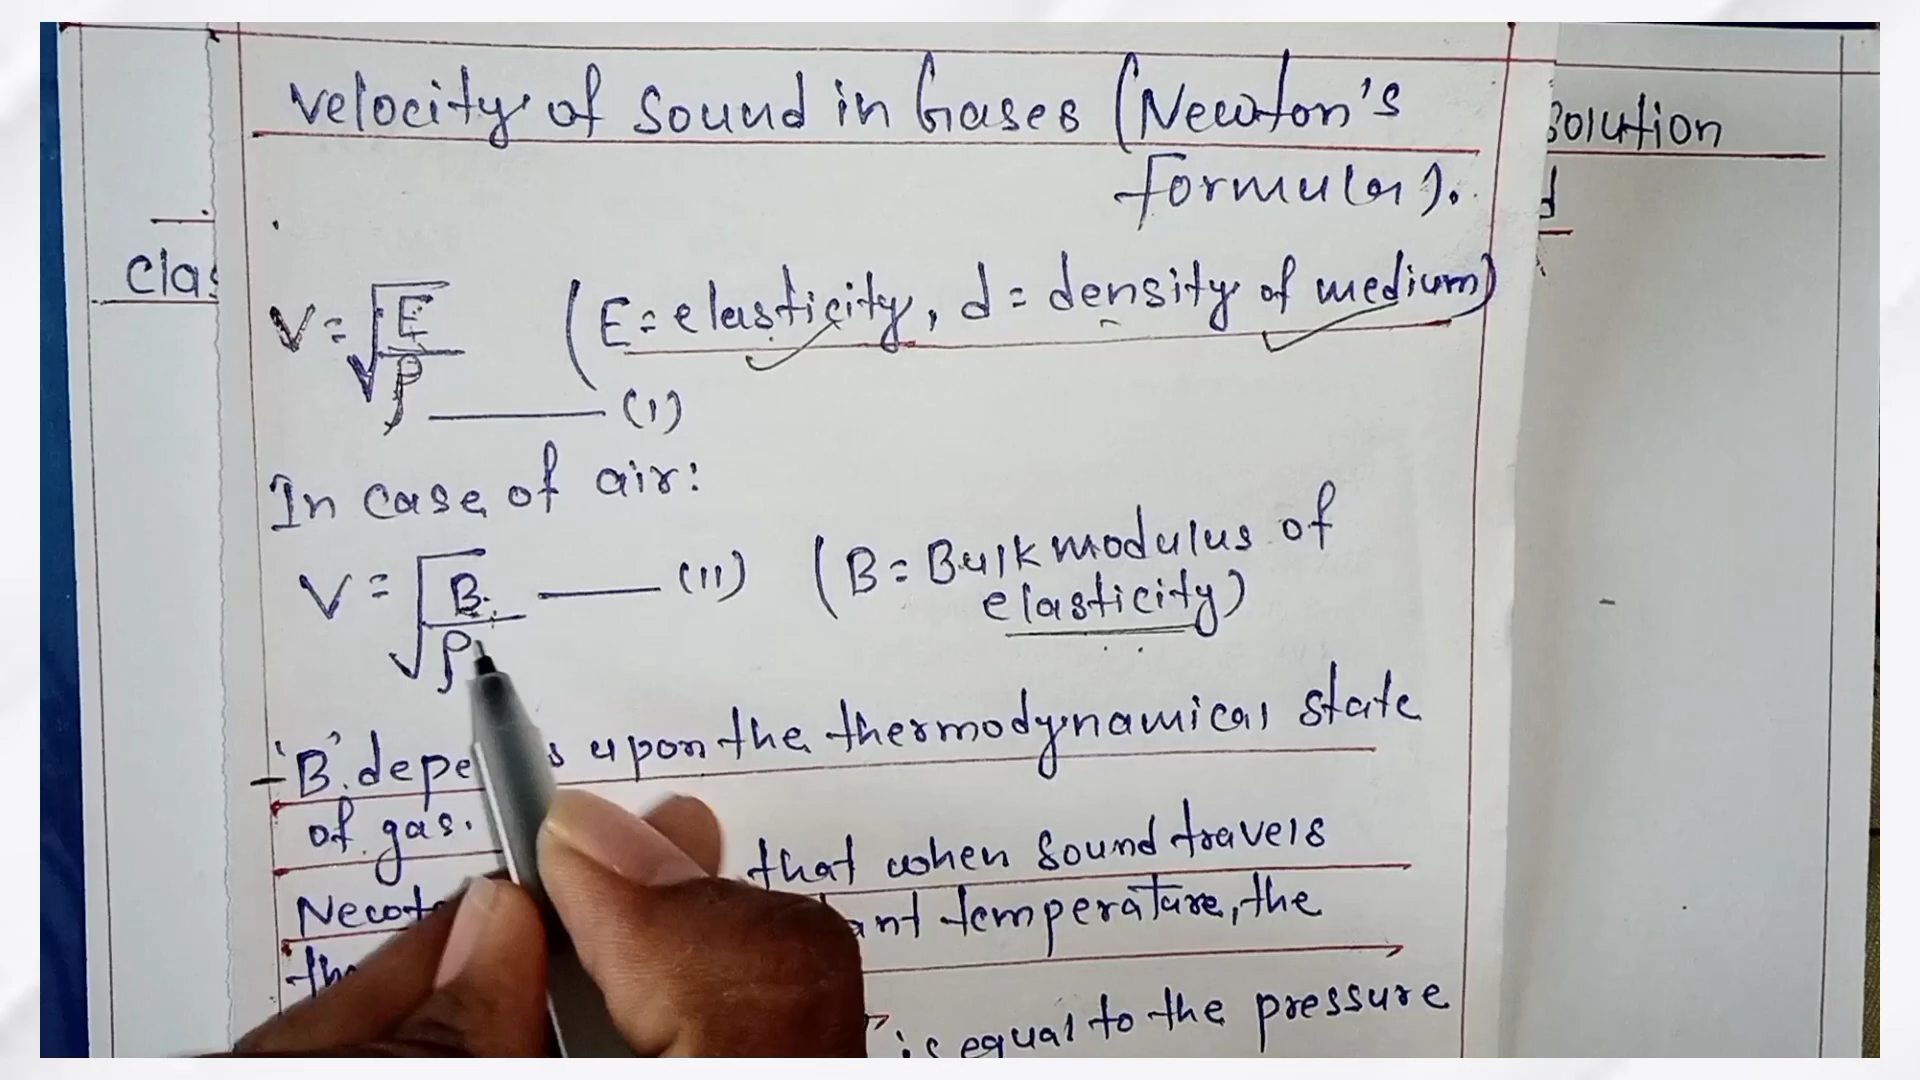 Velocity of sound in Gases (Newton's
formula).
solution
d
clas
V = √E/ρ (E = elasticity, d = density of medium)
(I)
In case of air:
V = √B/ρ (II) (B = Bulk modulus of
elasticity)
- 'B' depe s upon the thermodynamical state
of gas.
that when sound travels
temperature, the
is equal to the pressure